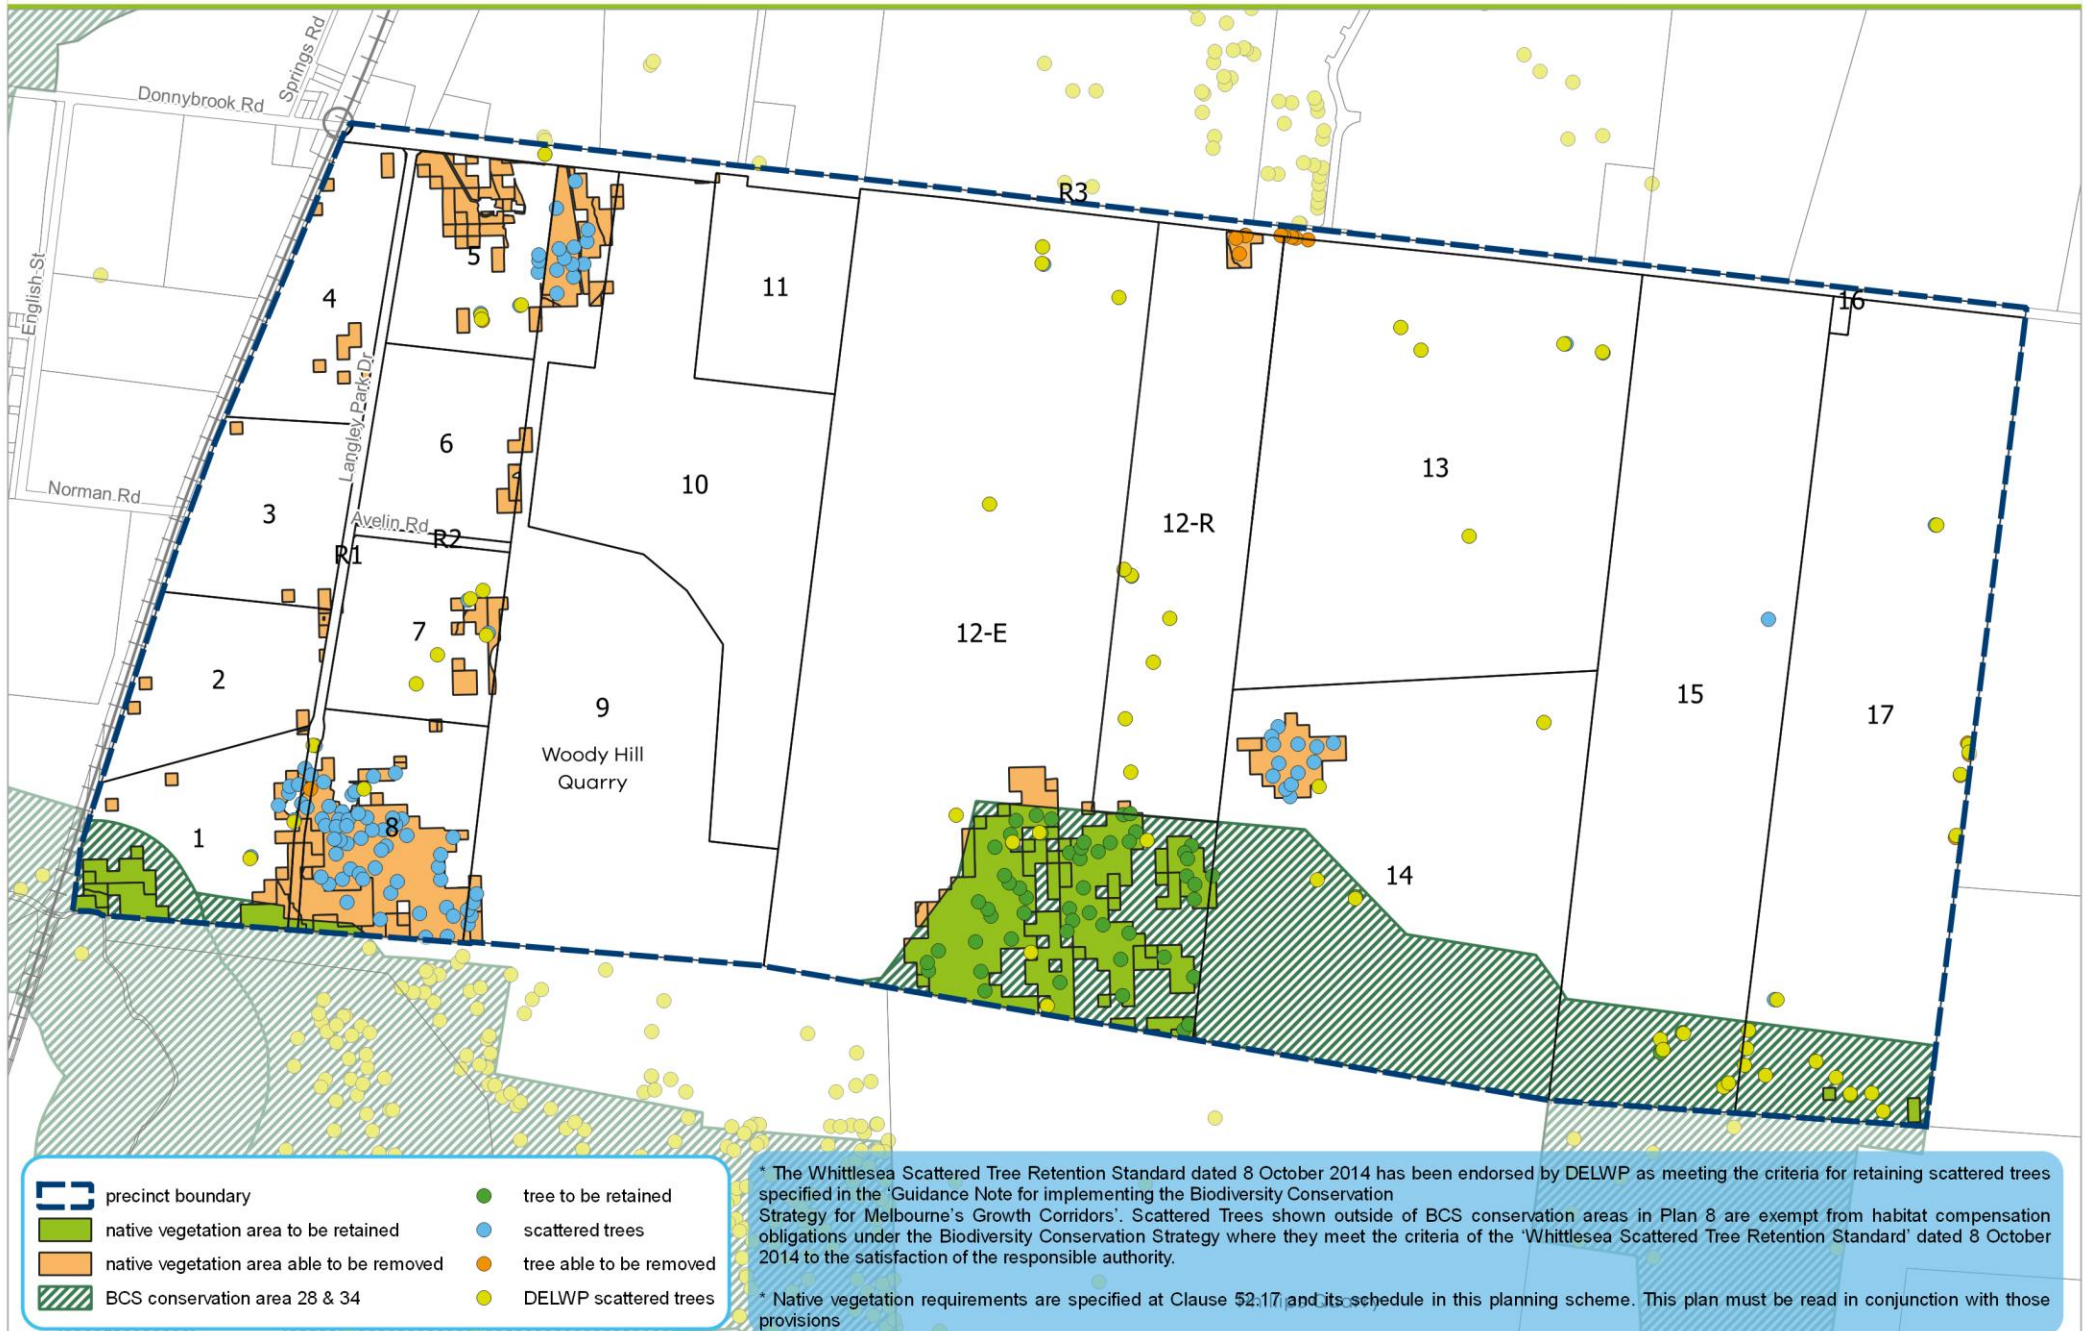 Springs Rd
Donnybrook Rd
R3
English St
4
5
11
16
Langley Park Dr
6
10
13
Norman Rd
3
Avelin Rd
R1
R2
12-R
7
12-E
2
9
15
17
Woody Hill
Quarry
1
8
14
precinct boundary
native vegetation area to be retained
native vegetation area able to be removed
BCS conservation area 28 & 34
tree to be retained
scattered trees
tree able to be removed
DELWP scattered trees
* The Whittlesea Scattered Tree Retention Standard dated 8 October 2014 has been endorsed by DELWP as meeting the criteria for retaining scattered trees
specified in the ‘Guidance Note for implementing the Biodiversity Conservation
Strategy for Melbourne’s Growth Corridors’. Scattered Trees shown outside of BCS conservation areas in Plan 8 are exempt from habitat compensation
obligations under the Biodiversity Conservation Strategy where they meet the criteria of the ‘Whittlesea Scattered Tree Retention Standard’ dated 8 October
2014 to the satisfaction of the responsible authority.
* Native vegetation requirements are specified at Clause 52.17 and its schedule in this planning scheme. This plan must be read in conjunction with those
provisions